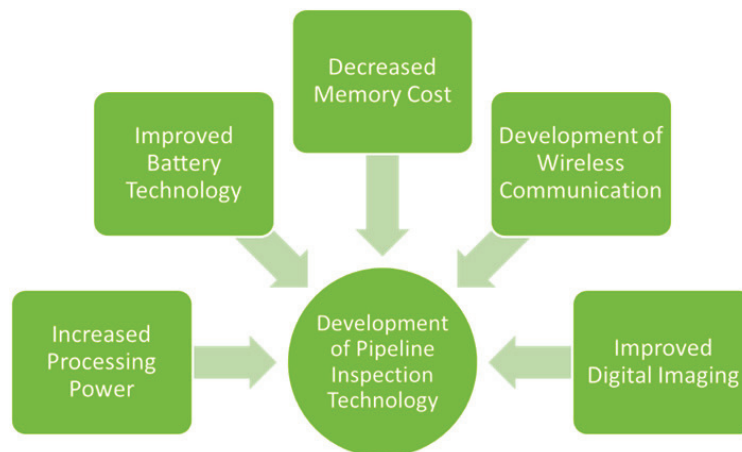 Decreased
Memory Cost
Improved
Battery
Technology
Development of
Wireless
Communication
Increased
Processing
Power
Development
of Pipeline
Inspection
Technology
Improved
Digital Imaging